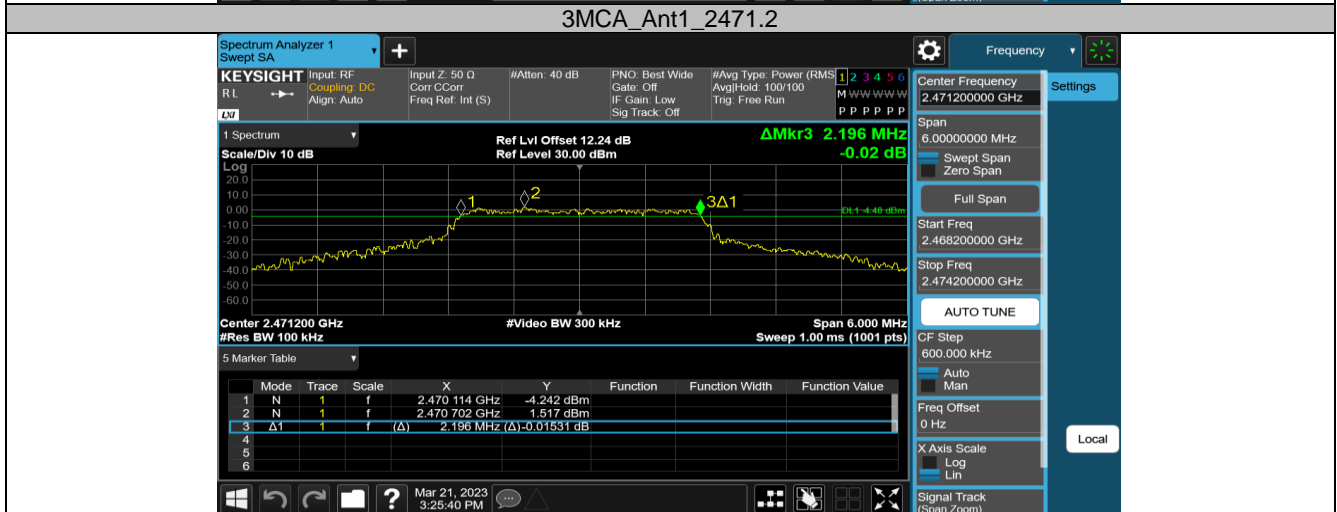 (Span Zoom)
3MCA_Ant1_2471.2
Spectrum Analyzer 1
Swept SA
Frequency
KEYSIGHT
R L
LXI
Input: RF
Coupling: DC
Align: Auto
Input Z: 50 Ω
Corr CCorr
Freq Ref: Int (S)
#Atten: 40 dB
PNO: Best Wide
Gate: Off
IF Gain: Low
Sig Track: Off
#Avg Type: Power (RMS
Avg|Hold: 100/100
Trig: Free Run
1 2 3 4 5 6
M W W W W W
P P P P P P
1 Spectrum
Scale/Div 10 dB
Ref Lvl Offset 12.24 dB
Ref Level 30.00 dBm
ΔMkr3 2.196 MHz
-0.02 dB
Log
20.0
10.0
0.00
-10.0
-20.0
-30.0
-40.0
-50.0
-60.0
1
2
3Δ1
DL1 -4.48 dBm
Center 2.471200 GHz
#Res BW 100 kHz
#Video BW 300 kHz
Span 6.000 MHz
Sweep 1.00 ms (1001 pts)
5 Marker Table
Mode Trace Scale X Y Function Function Width Function Value
1 N 1 f 2.470 114 GHz -4.242 dBm
2 N 1 f 2.470 702 GHz 1.517 dBm
3 Δ1 1 f (Δ) 2.196 MHz (Δ)-0.01531 dB
4
5
6
Mar 21, 2023
3:25:40 PM
Center Frequency
2.471200000 GHz
Settings
Span
6.00000000 MHz
Swept Span
Zero Span
Full Span
Start Freq
2.468200000 GHz
Stop Freq
2.474200000 GHz
AUTO TUNE
CF Step
600.000 kHz
Auto
Man
Freq Offset
0 Hz
Local
X Axis Scale
Log
Lin
Signal Track
(Span Zoom)